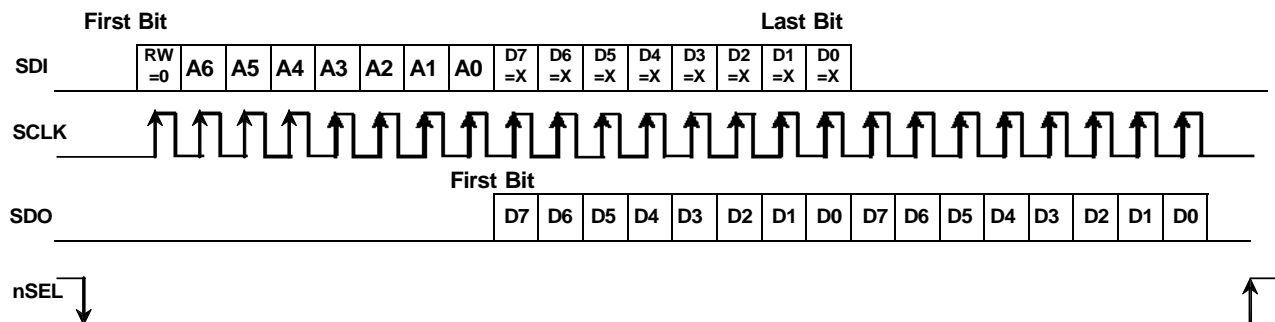 First Bit Last Bit
SDI RW =0 A6 A5 A4 A3 A2 A1 A0 D7 =X D6 =X D5 =X D4 =X D3 =X D2 =X D1 =X D0 =X
SCLK
First Bit
SDO D7 D6 D5 D4 D3 D2 D1 D0 D7 D6 D5 D4 D3 D2 D1 D0
nSEL